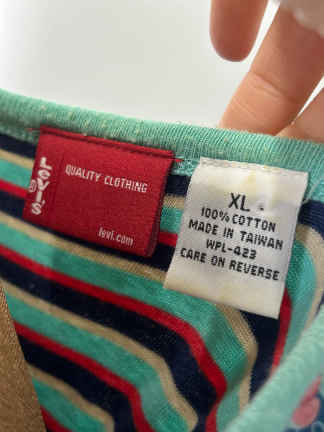 LEVI'S
®
QUALITY CLOTHING
levi.com
XL
100% COTTON
MADE IN TAIWAN
WPL-423
CARE ON REVERSE